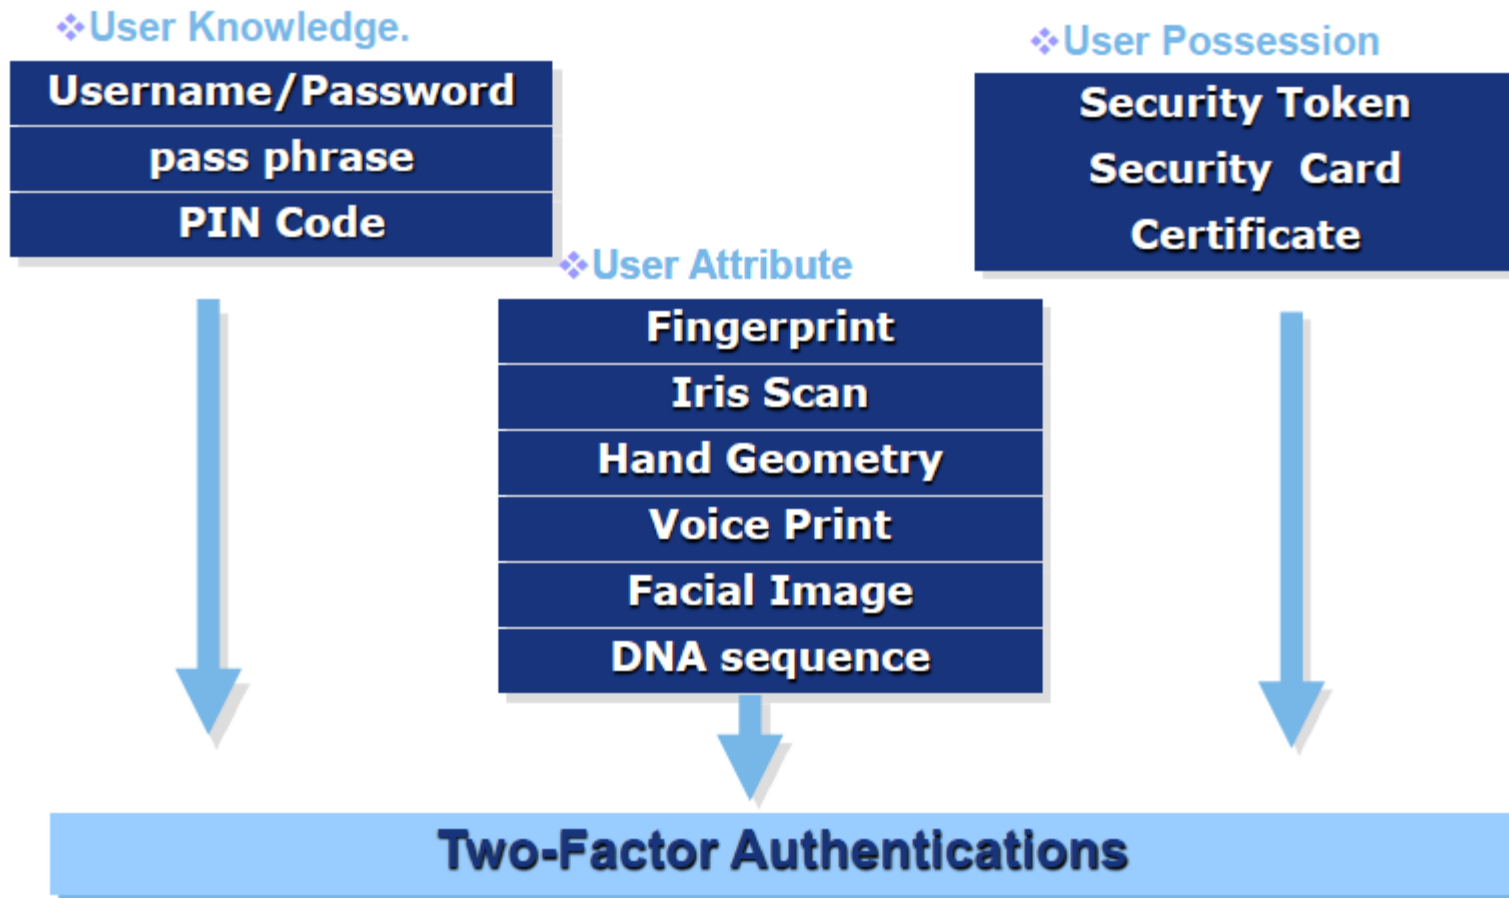 ❖User Knowledge.
Username/Password
pass phrase
PIN Code
❖User Attribute
Fingerprint
Iris Scan
Hand Geometry
Voice Print
Facial Image
DNA sequence
❖User Possession
Security Token
Security Card
Certificate
Two-Factor Authentications